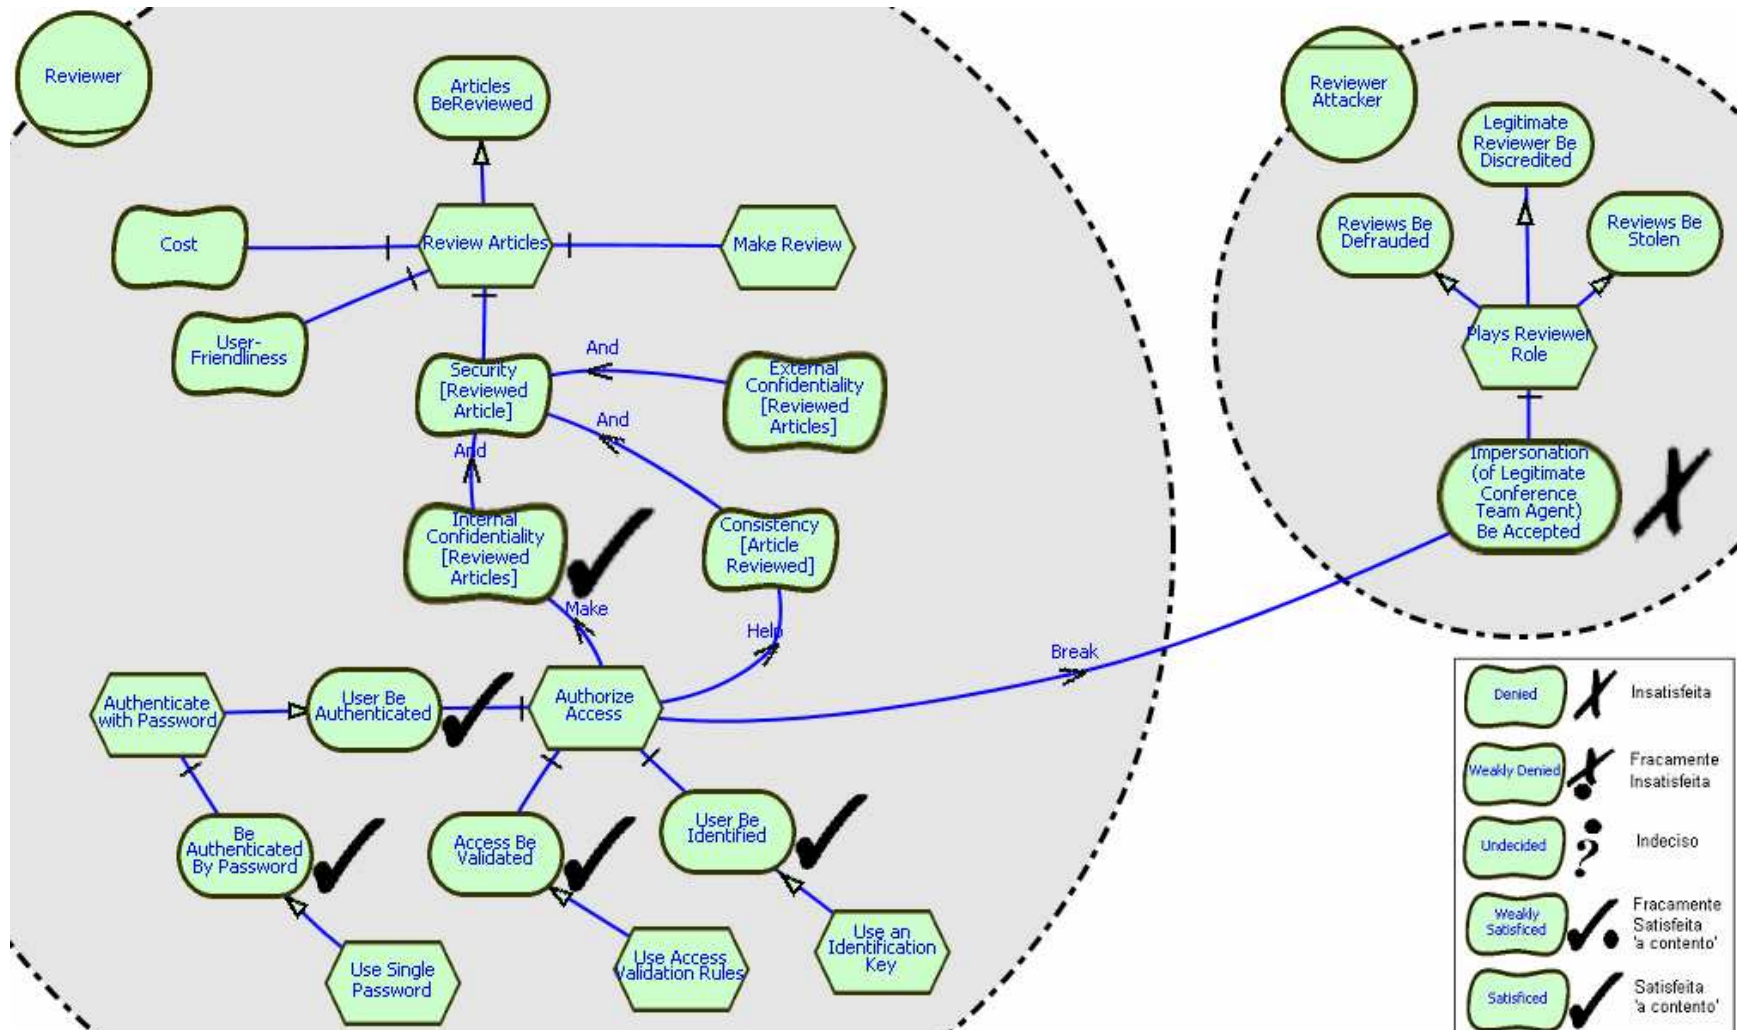 Reviewer
Articles
BeReviewed
Cost
Review Articles
Make Review
User-
Friendliness
Security
[Reviewed
Article]
And
External
Confidentiality
[Reviewed
Articles]
And
And
Internal
Confidentiality
[Reviewed
Articles]
Consistency
[Article
Reviewed]
Make
Help
Break
Authenticate
with Password
User Be
Authenticated
Authorize
Access
Be
Authenticated
By Password
Access Be
Validated
User Be
Identified
Use Single
Password
Use Access
Validation Rules
Use an
Identification
Key
Reviewer
Attacker
Legitimate
Reviewer Be
Discredited
Reviews Be
Defrauded
Reviews Be
Stolen
Plays Reviewer
Role
Impersonation
(of Legitimate
Conference
Team Agent)
Be Accepted
Denied
Insatisfeita
Weakly Denied
Fracamente
Insatisfeita
Undecided
?
Indeciso
Weakly
Satisficed
Fracamente
Satisfeita
'a contento'
Satisficed
Satisfeita
'a contento'